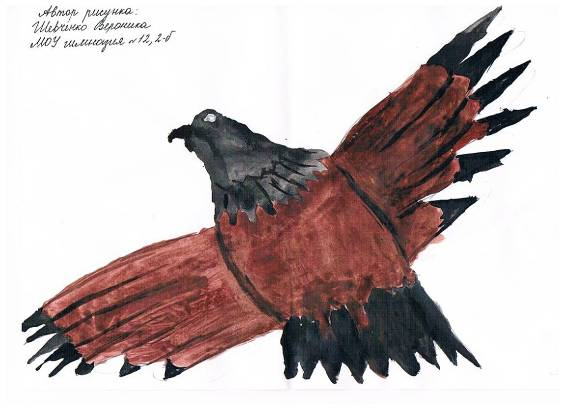 Автор рисунка:
Шевченко Вероника
МОУ гимназия №12, 2-б